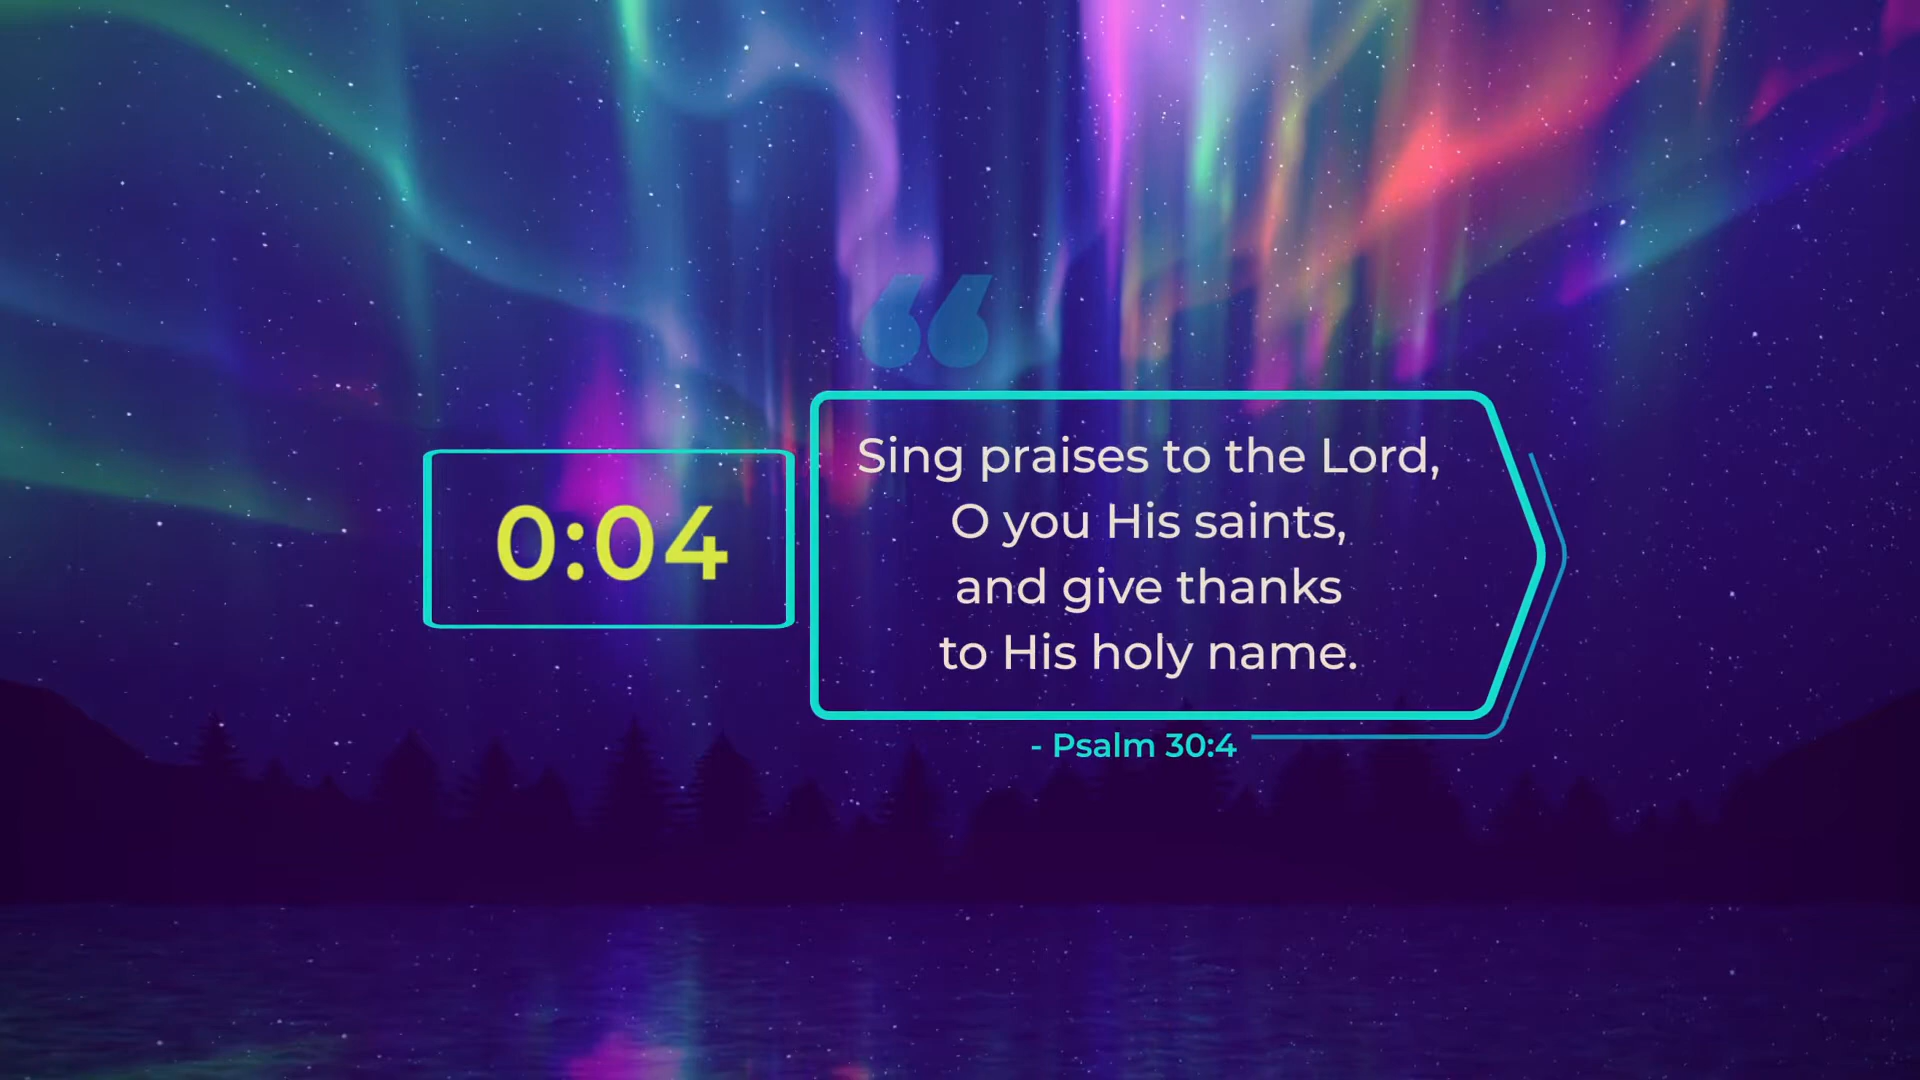 0:04
“
Sing praises to the Lord,
O you His saints,
and give thanks
to His holy name.
- Psalm 30:4